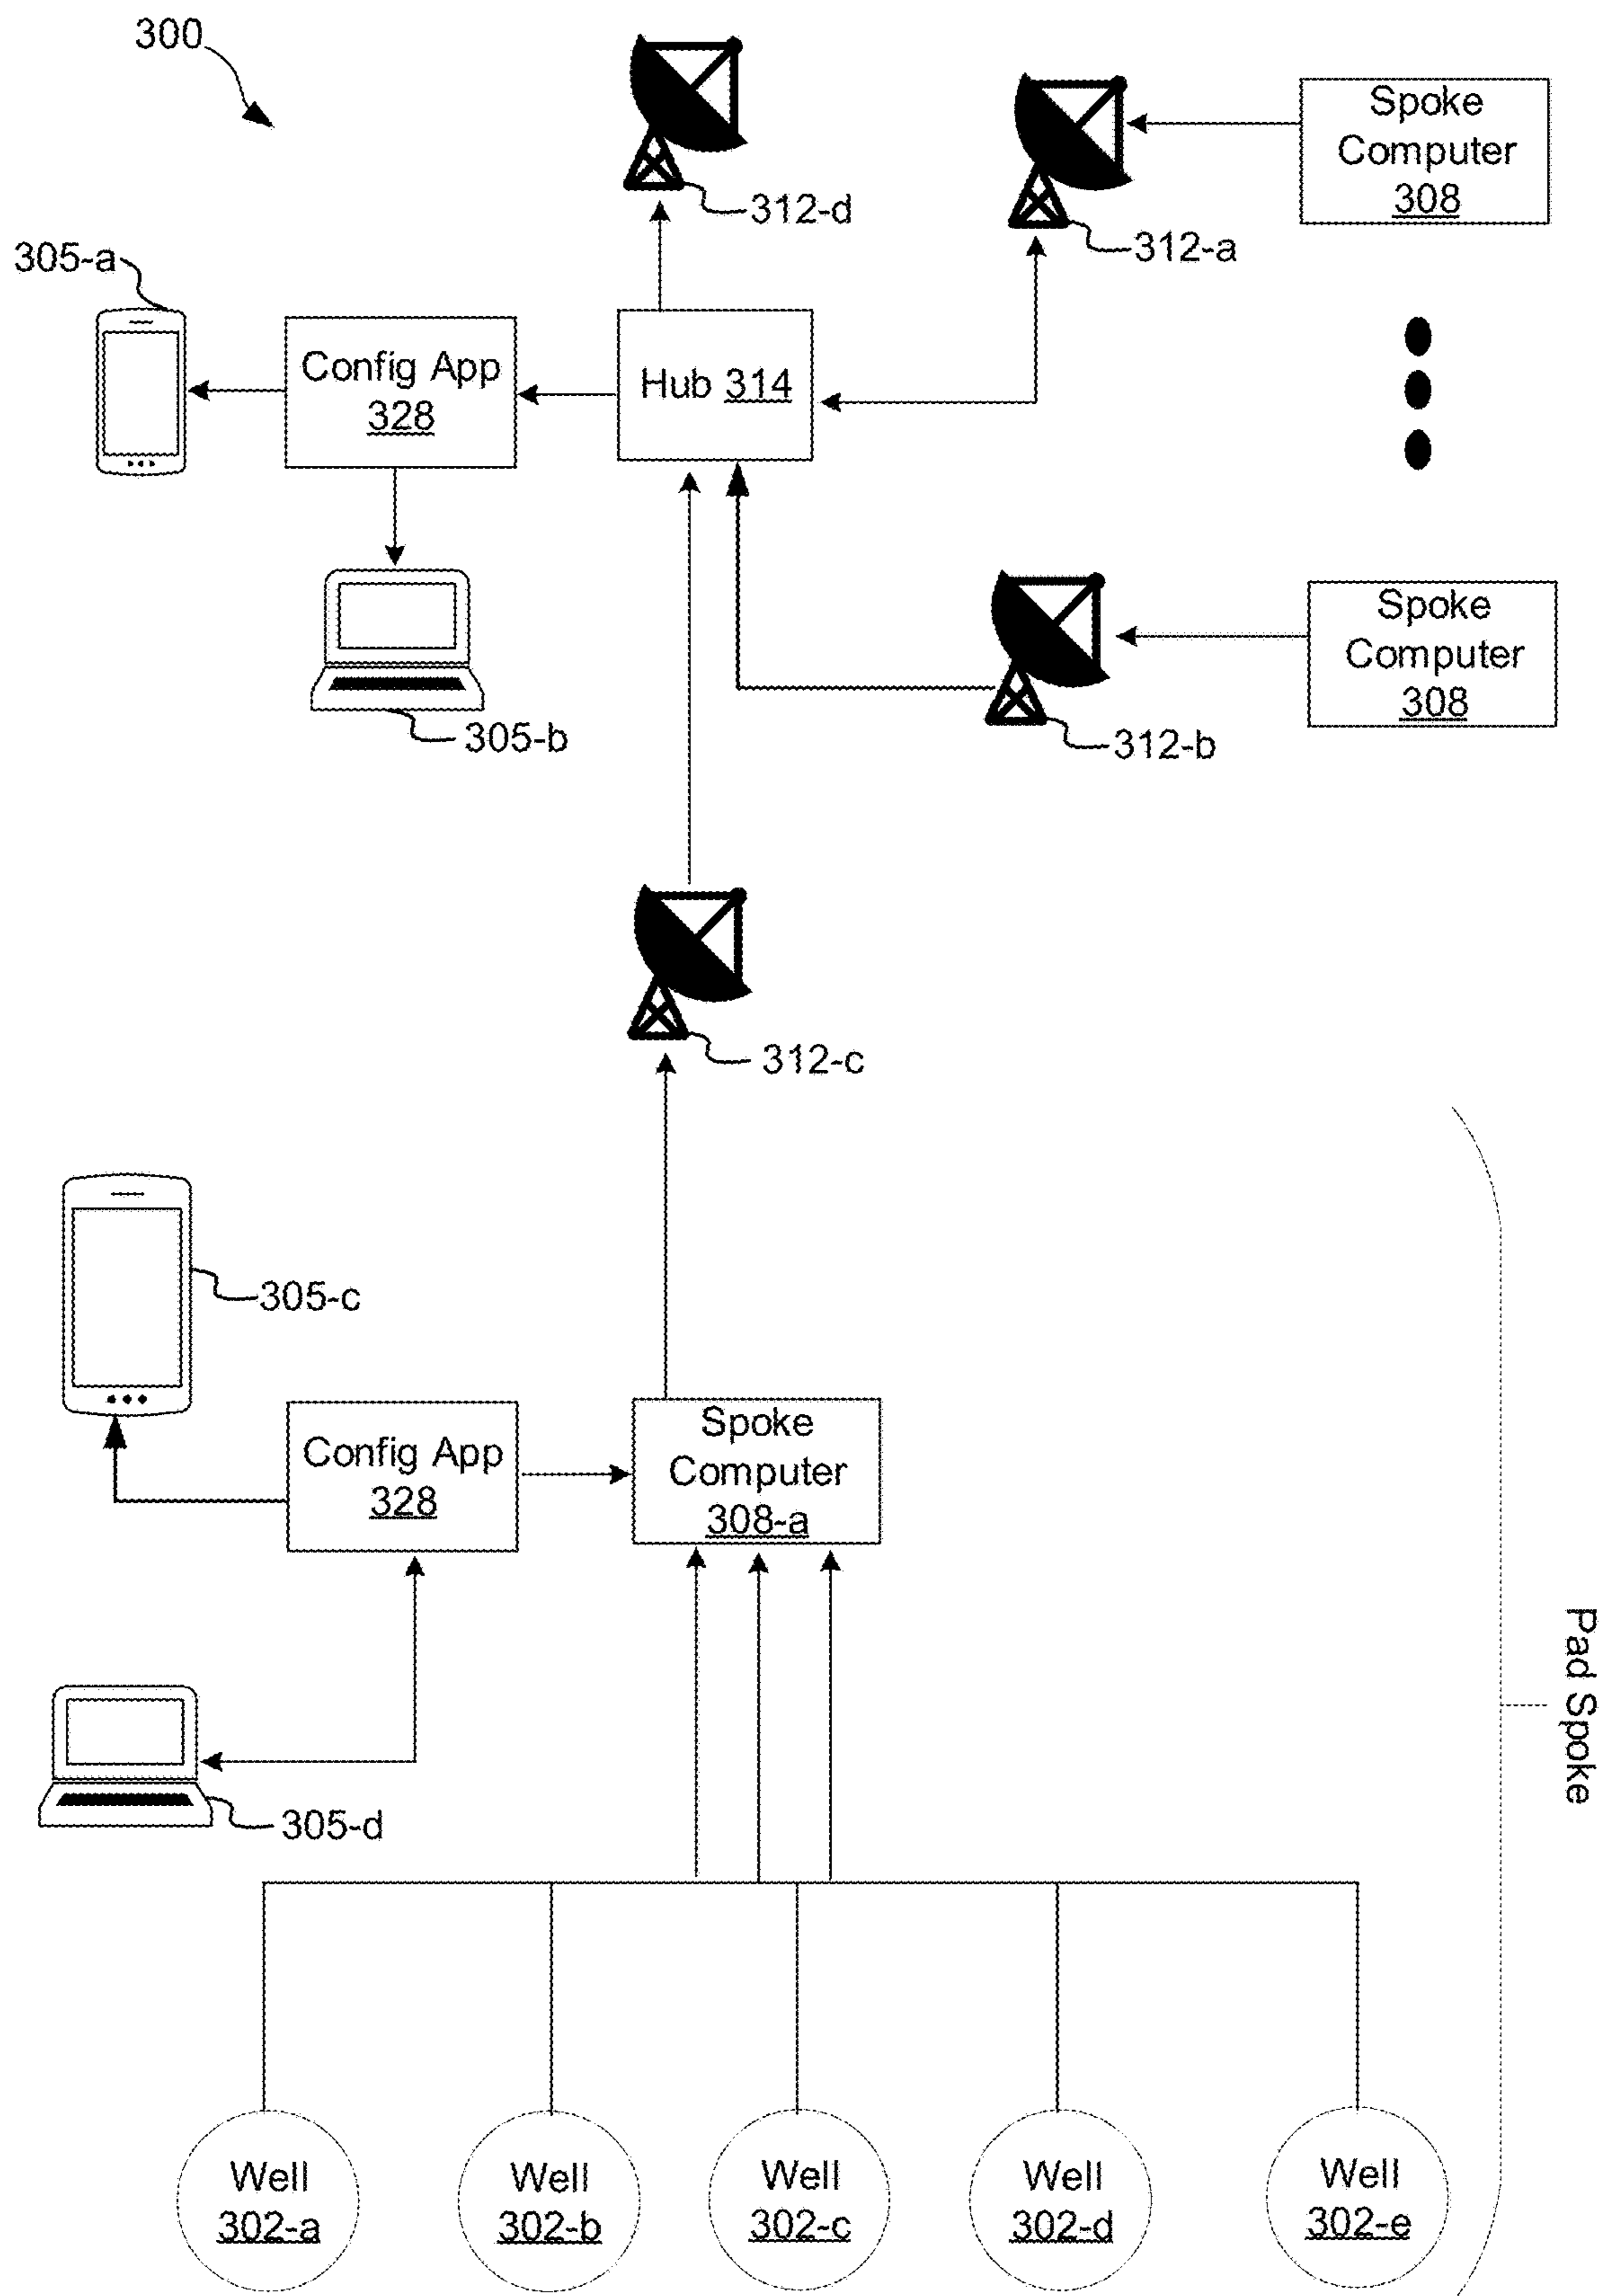 300
312-d
312-a
Spoke
Computer
308
305-a
Config App
328
Hub 314
305-b
312-b
Spoke
Computer
308
312-c
305-c
Config App
328
Spoke
Computer
308-a
305-d
Pad Spoke
Well
302-a
Well
302-b
Well
302-c
Well
302-d
Well
302-e